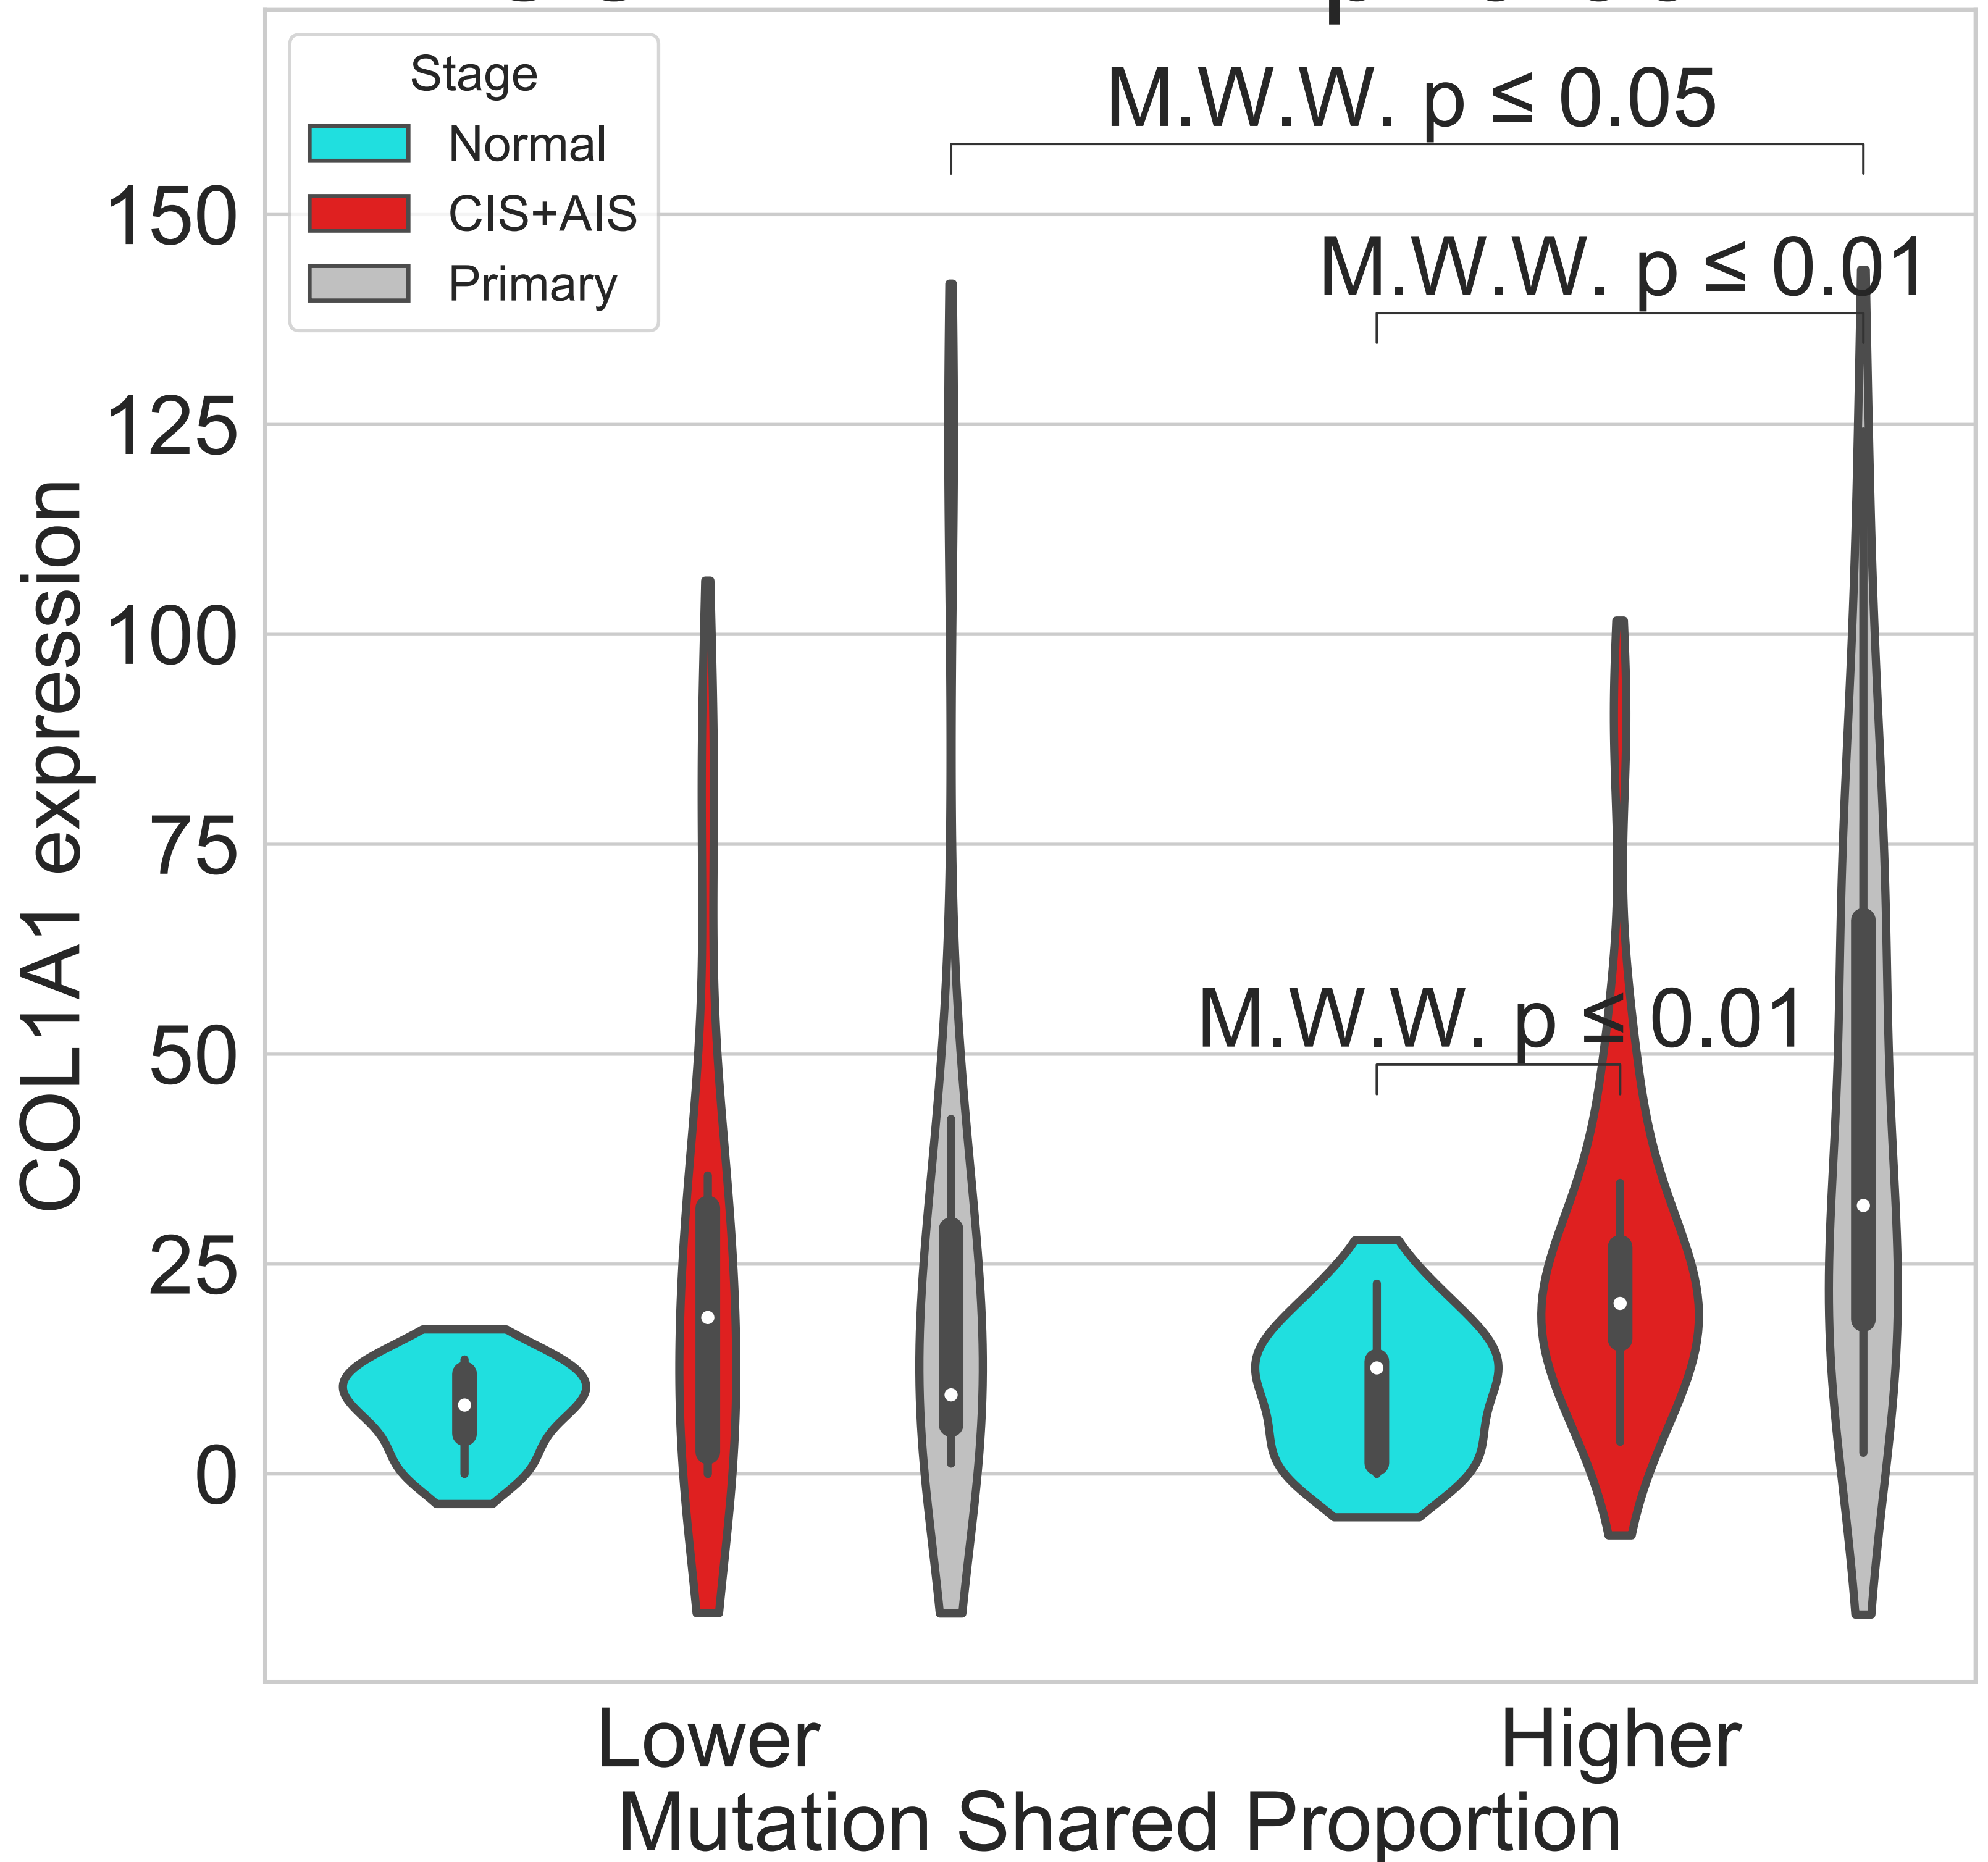 Stage
Normal
CIS+AIS
Primary
M.W.W. p ≤ 0.05
M.W.W. p ≤ 0.01
M.W.W. p ≤ 0.01
150
125
100
75
50
25
0
COL1A1 expression
Lower
Higher
Mutation Shared Proportion